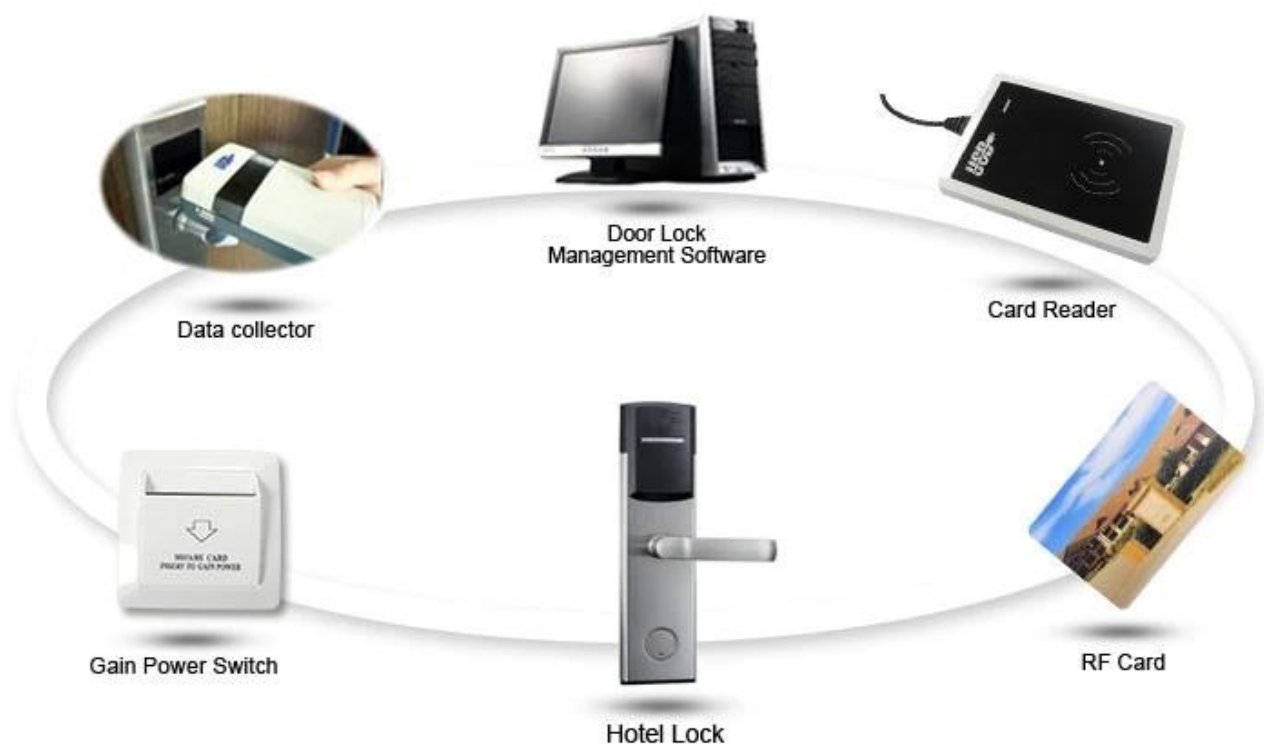 Door Lock
Management Software
Card Reader
Data collector
MIFARE CARD
INSERT TO GAIN POWER
Gain Power Switch
RF Card
Hotel Lock